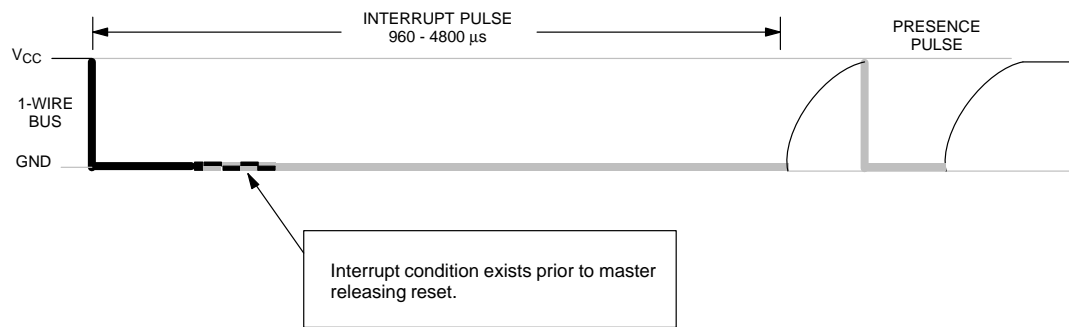 INTERRUPT PULSE
960 - 4800 μs
PRESENCE
PULSE
VCC
1-WIRE
BUS
GND
Interrupt condition exists prior to master
releasing reset.